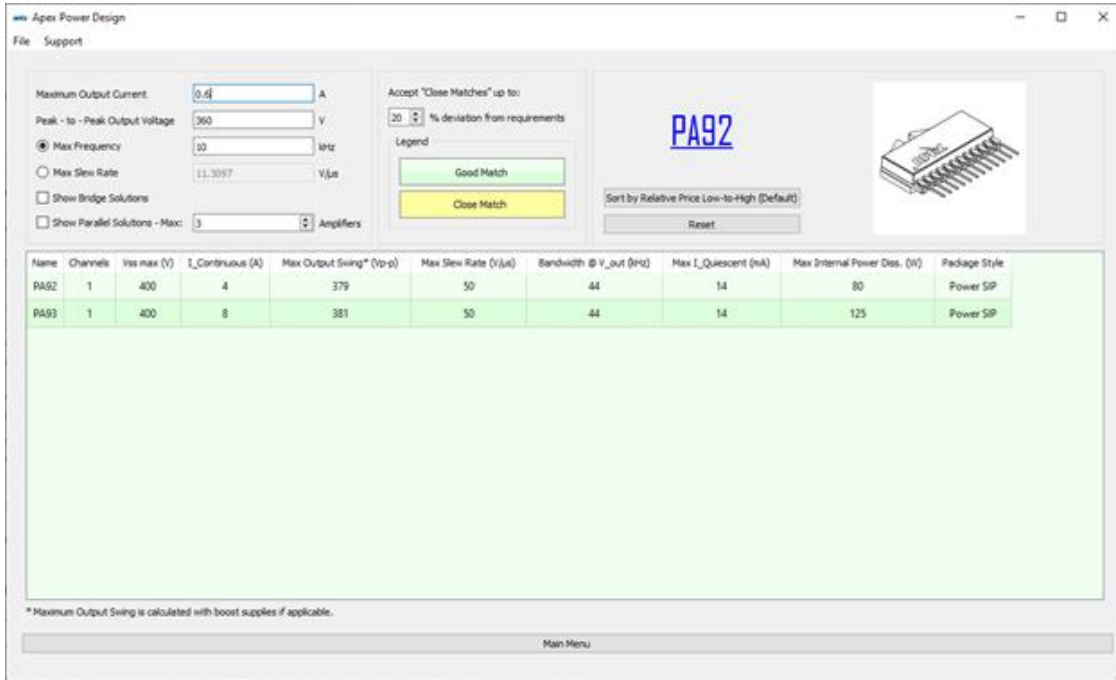 Apex Power Design
File Support
Maximum Output Current 0.6 A
Peak - to - Peak Output Voltage 360 V
Max Frequency 10 kHz
Max Slew Rate 11.3097 V/µs
Show Bridge Solutions
Show Parallel Solutions - Max: 3 Amplifiers
Accept "Close Matches" up to:
20 % deviation from requirements
Legend
Good Match
Close Match
PA92
Sort by Relative Price Low-to-High (Default)
Reset
Name Channels Vss max (V) I_Continuous (A) Max Output Swing* (Vp-p) Max Slew Rate (V/µs) Bandwidth @ V_out (kHz) Max I_Quiescent (mA) Max Internal Power Diss. (W) Package Style
PA92 1 400 4 379 50 44 14 80 Power SIP
PA93 1 400 8 381 50 44 14 125 Power SIP
* Maximum Output Swing is calculated with boost supplies if applicable.
Main Menu